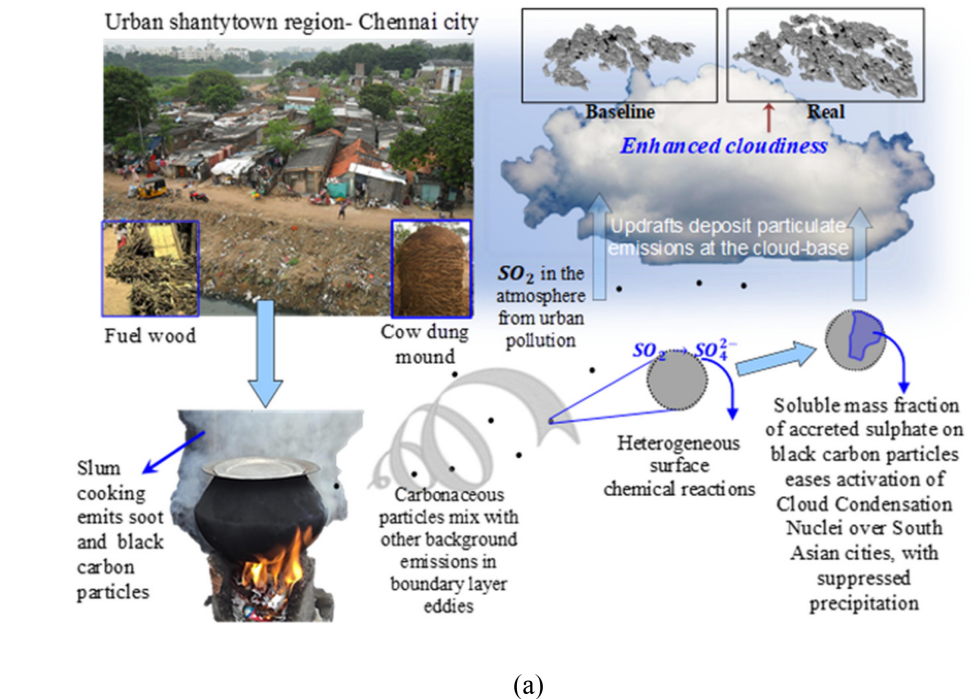 Urban shantytown region- Chennai city
Baseline
Real
Enhanced cloudiness
Updrafts deposit particulate
emissions at the cloud-base
SO₂ in the
atmosphere
from urban
pollution
Fuel wood
Cow dung
mound
SO₂ → SO₄²⁻
Slum
cooking
emits soot
and black
carbon
particles
Carbonaceous
particles mix with
other background
emissions in
boundary layer
eddies
Heterogeneous
surface
chemical reactions
Soluble mass fraction
of accreted sulphate on
black carbon particles
eases activation of
Cloud Condensation
Nuclei over South
Asian cities, with
suppressed
precipitation
(a)